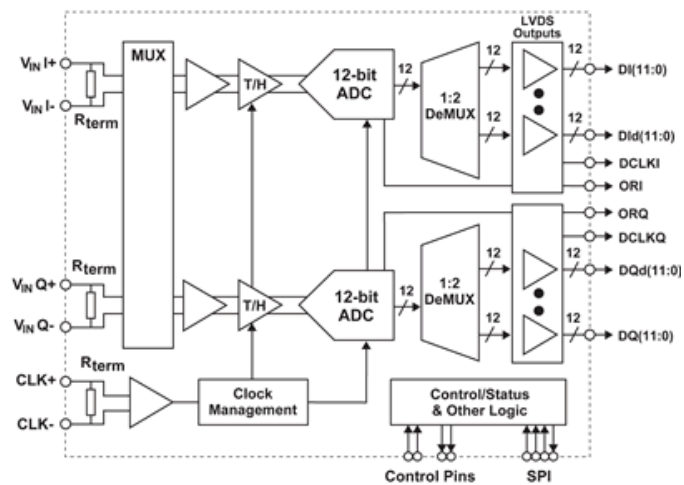 LVDS
Outputs
MUX
V_IN I+
V_IN I-
R_term
T/H
12-bit
ADC
12
1:2
DeMUX
12
12
12
12
DI(11:0)
DId(11:0)
DCLKI
ORI
ORQ
DCLKQ
V_IN Q+
V_IN Q-
R_term
T/H
12-bit
ADC
12
1:2
DeMUX
12
12
12
12
DQd(11:0)
DQ(11:0)
CLK+
CLK-
R_term
Clock
Management
Control/Status
& Other Logic
Control Pins
SPI